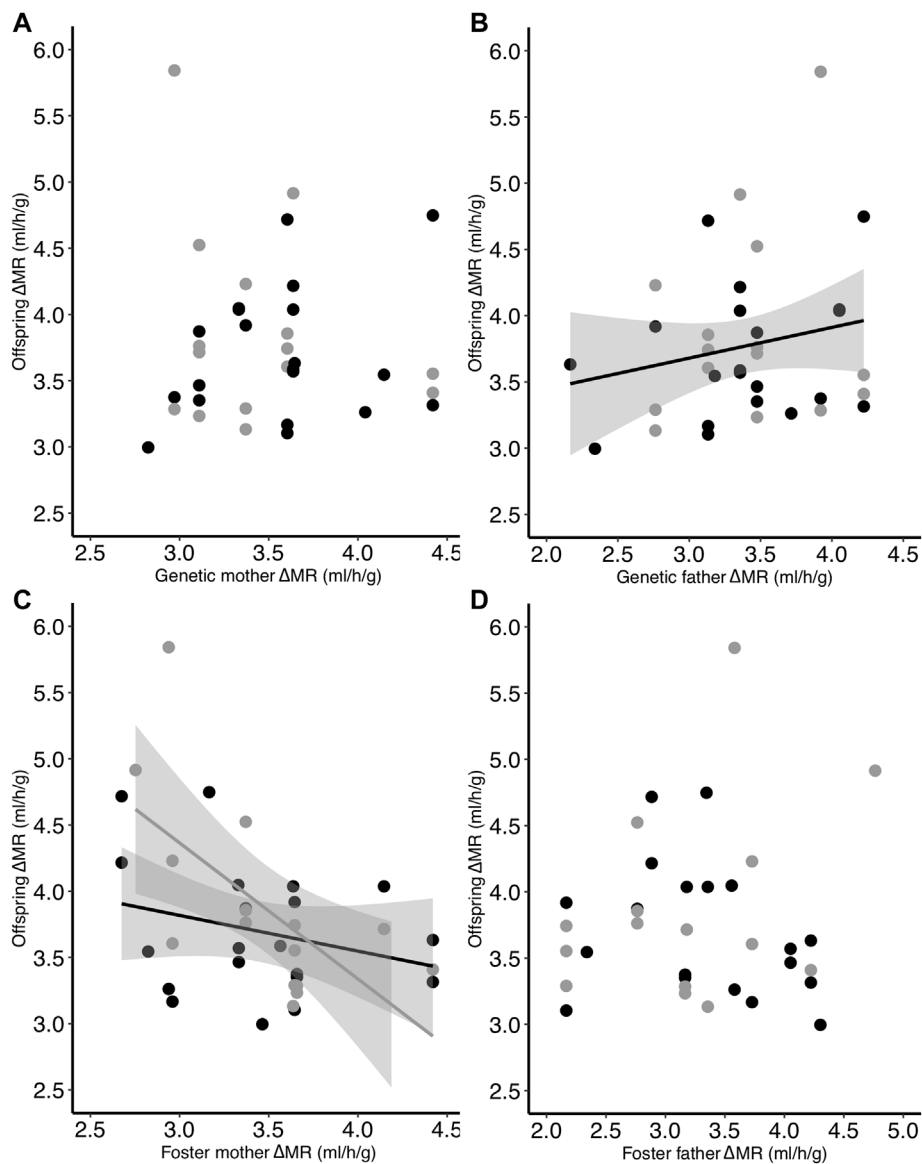 A
6.0
5.5
5.0
4.5
4.0
3.5
3.0
2.5
Offspring ΔMR (ml/h/g)
2.5 3.0 3.5 4.0 4.5
Genetic mother ΔMR (ml/h/g)
B
6.0
5.5
5.0
4.5
4.0
3.5
3.0
2.5
Offspring ΔMR (ml/h/g)
2.0 2.5 3.0 3.5 4.0 4.5
Genetic father ΔMR (ml/h/g)
C
6.0
5.5
5.0
4.5
4.0
3.5
3.0
2.5
Offspring ΔMR (ml/h/g)
2.5 3.0 3.5 4.0 4.5
Foster mother ΔMR (ml/h/g)
D
6.0
5.5
5.0
4.5
4.0
3.5
3.0
2.5
Offspring ΔMR (ml/h/g)
2.0 2.5 3.0 3.5 4.0 4.5 5.0
Foster father ΔMR (ml/h/g)